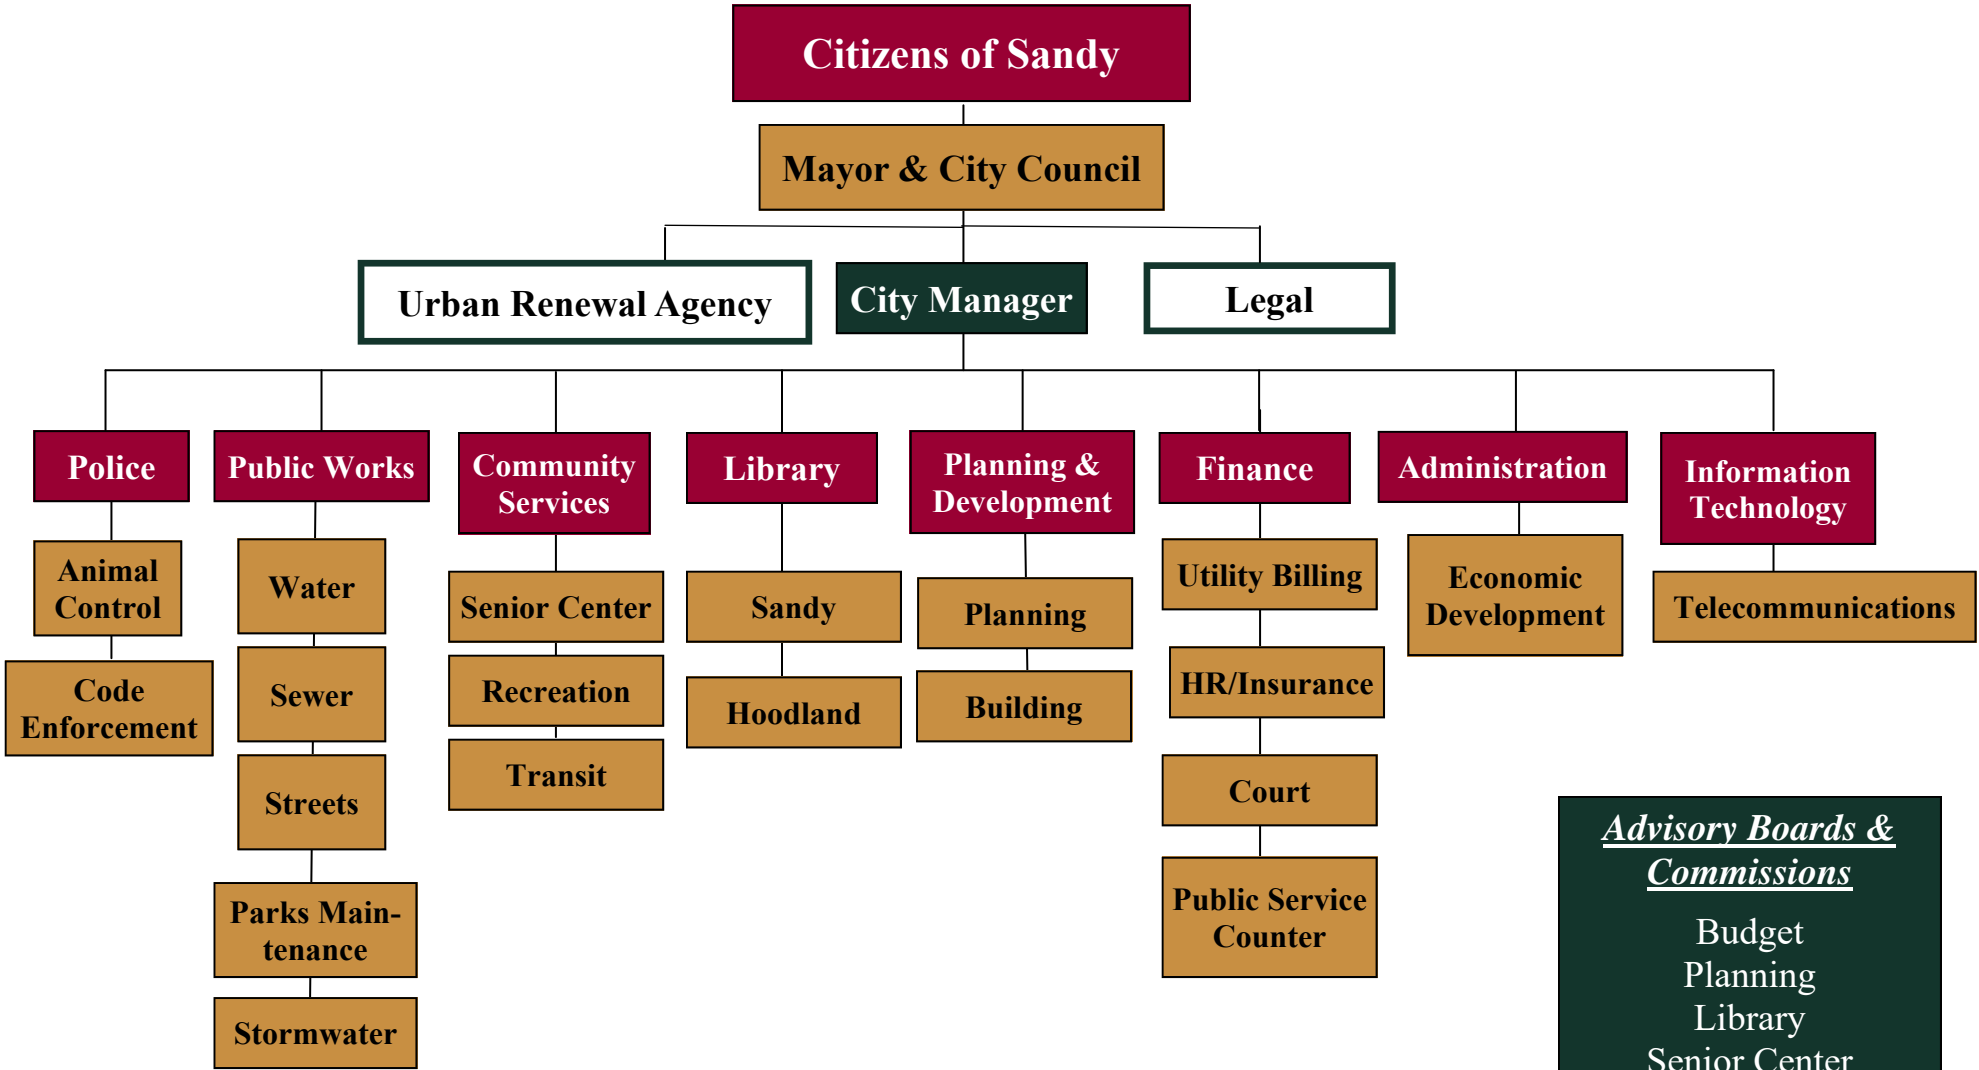 Citizens of Sandy
Mayor & City Council
Urban Renewal Agency
City Manager
Legal
Police
Public Works
Community
Services
Library
Planning &
Development
Finance
Administration
Information
Technology
Animal
Control
Code
Enforcement
Water
Sewer
Streets
Parks Main-
tenance
Stormwater
Senior Center
Recreation
Transit
Sandy
Hoodland
Planning
Building
Utility Billing
HR/Insurance
Court
Public Service
Counter
Economic
Development
Telecommunications
Advisory Boards &
Commissions
Budget
Planning
Library
Senior Center